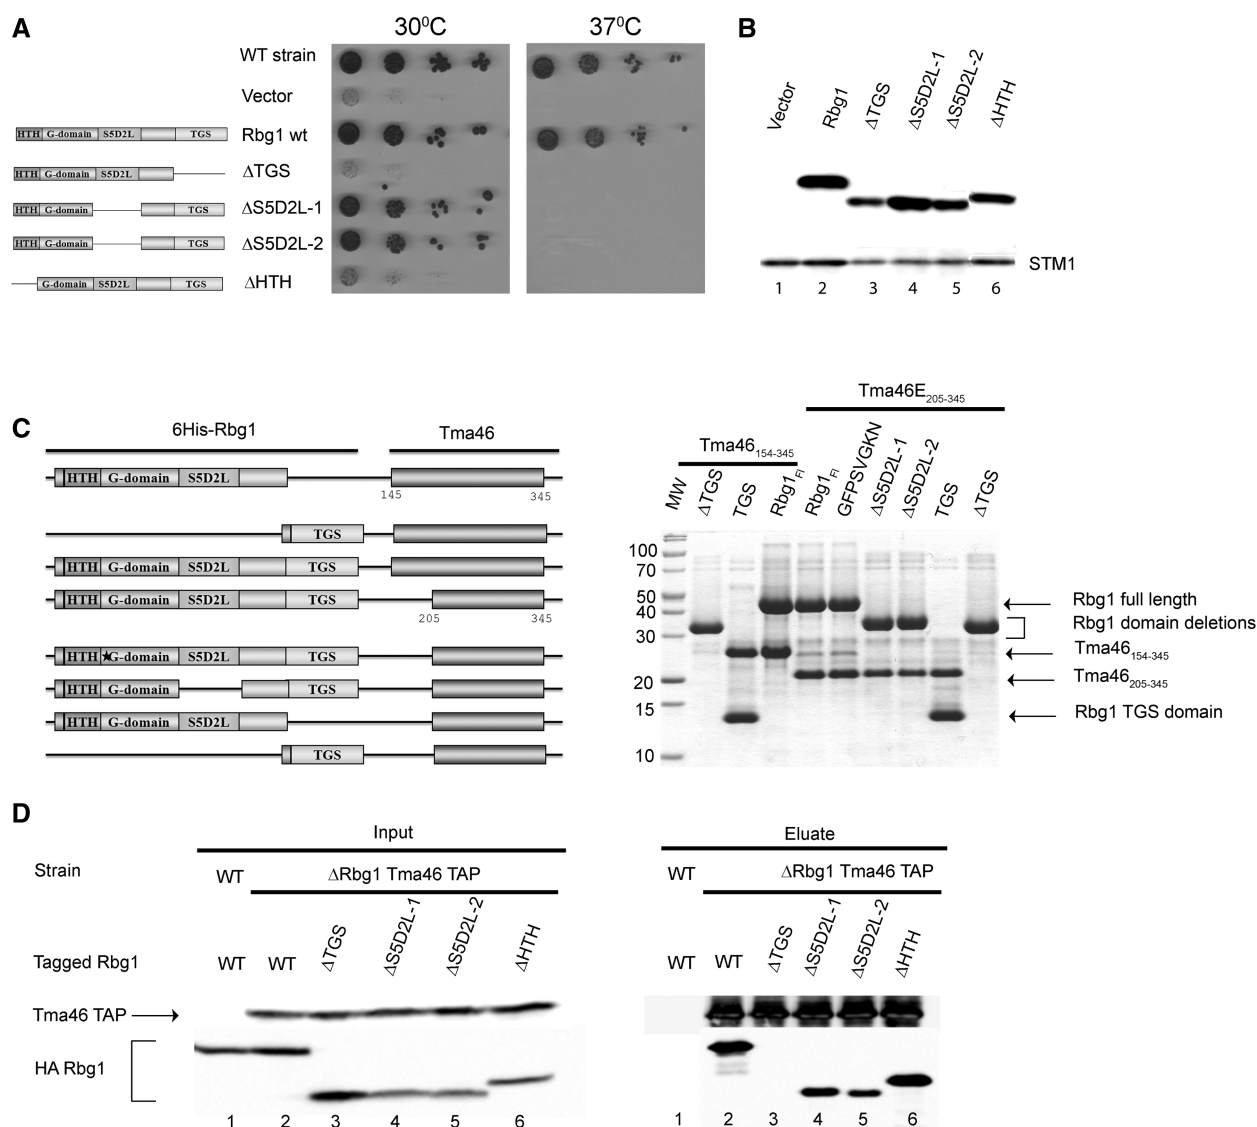 A
30⁰C
37⁰C
WT strain
Vector
HTH G-domain S5D2L TGS Rbg1 wt
HTH G-domain S5D2L ΔTGS
HTH G-domain TGS ΔS5D2L-1
HTH G-domain TGS ΔS5D2L-2
G-domain S5D2L TGS ΔHTH
B
Vector Rbg1 ΔTGS ΔS5D2L-1 ΔS5D2L-2 ΔHTH
STM1
1 2 3 4 5 6
C
6His-Rbg1 Tma46
HTH G-domain S5D2L
145 345
TGS
HTH G-domain S5D2L TGS
HTH G-domain S5D2L TGS
205 345
HTH ★G-domain S5D2L TGS
HTH G-domain TGS
HTH G-domain S5D2L
TGS
Tma46E205-345
Tma46154-345
MW ΔTGS TGS Rbg1Fl Rbg1Fl GFPSVGKN ΔS5D2L-1 ΔS5D2L-2 TGS ΔTGS
100
70
50
40
30
20
15
10
Rbg1 full length
Rbg1 domain deletions
Tma46154-345
Tma46205-345
Rbg1 TGS domain
D
Input
Strain WT ΔRbg1 Tma46 TAP
Tagged Rbg1 WT WT ΔTGS ΔS5D2L-1 ΔS5D2L-2 ΔHTH
Tma46 TAP
HA Rbg1
1 2 3 4 5 6
Eluate
WT ΔRbg1 Tma46 TAP
WT WT ΔTGS ΔS5D2L-1 ΔS5D2L-2 ΔHTH
1 2 3 4 5 6